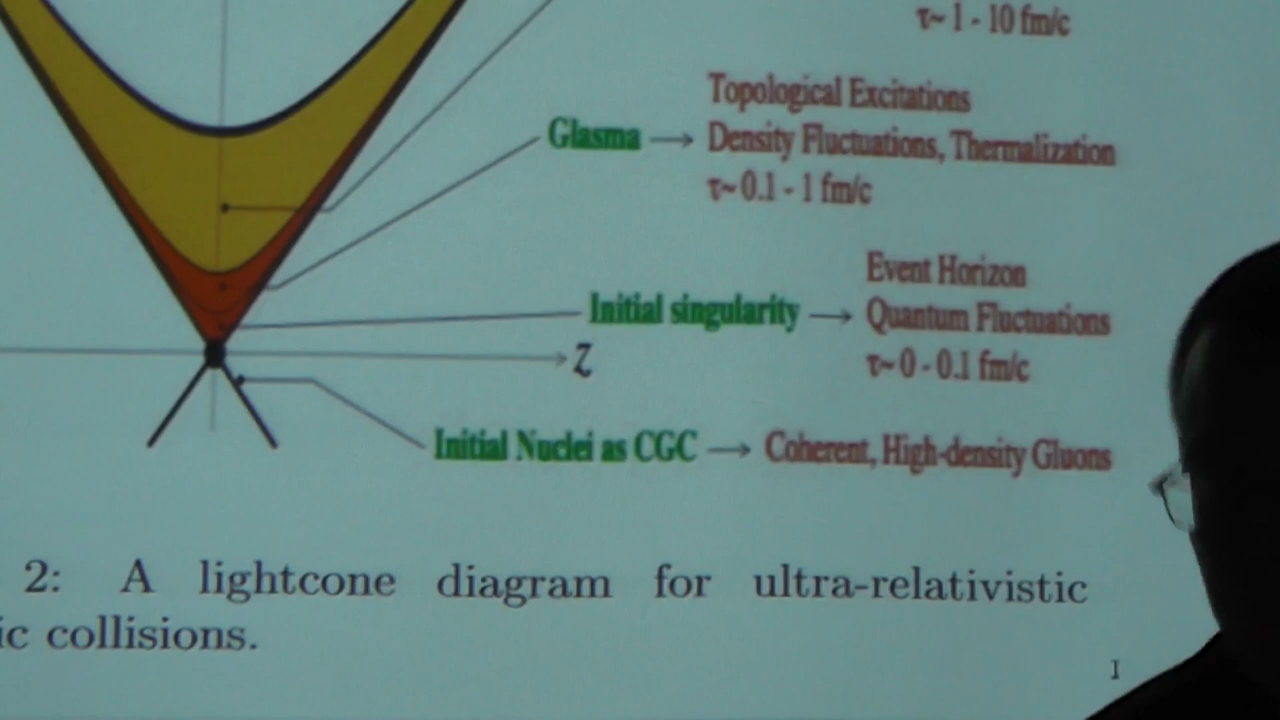 τ~ 1 - 10 fm/c
Topological Excitations
Glasma → Density Fluctuations, Thermalization
τ~ 0.1 - 1 fm/c
Event Horizon
Initial singularity → Quantum Fluctuations
τ~ 0 - 0.1 fm/c
z
Initial Nuclei as CGC → Coherent, High-density Gluons
2: A lightcone diagram for ultra-relativistic
ic collisions.